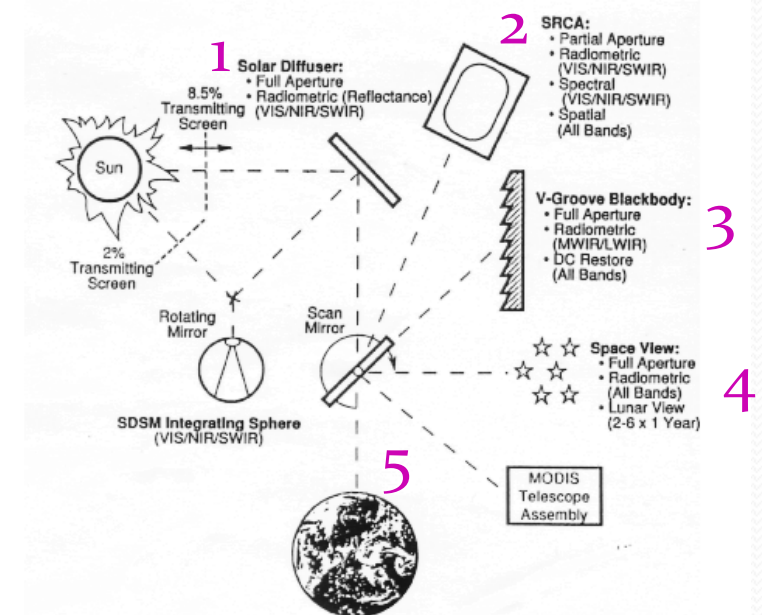 1
Solar Diffuser:
• Full Aperture
• Radiometric (Reflectance)
(VIS/NIR/SWIR)
2
SRCA:
• Partial Aperture
• Radiometric
(VIS/NIR/SWIR)
• Spectral
(VIS/NIR/SWIR)
• Spatial
(All Bands)
8.5%
Transmitting
Screen
Sun
2%
Transmitting
Screen
V-Groove Blackbody:
• Full Aperture
• Radiometric
(MWIR/LWIR)
• DC Restore
(All Bands)
3
Rotating
Mirror
Scan
Mirror
Space View:
• Full Aperture
• Radiometric
(All Bands)
• Lunar View
(2-6 x 1 Year)
4
SDSM Integrating Sphere
(VIS/NIR/SWIR)
5
MODIS
Telescope
Assembly